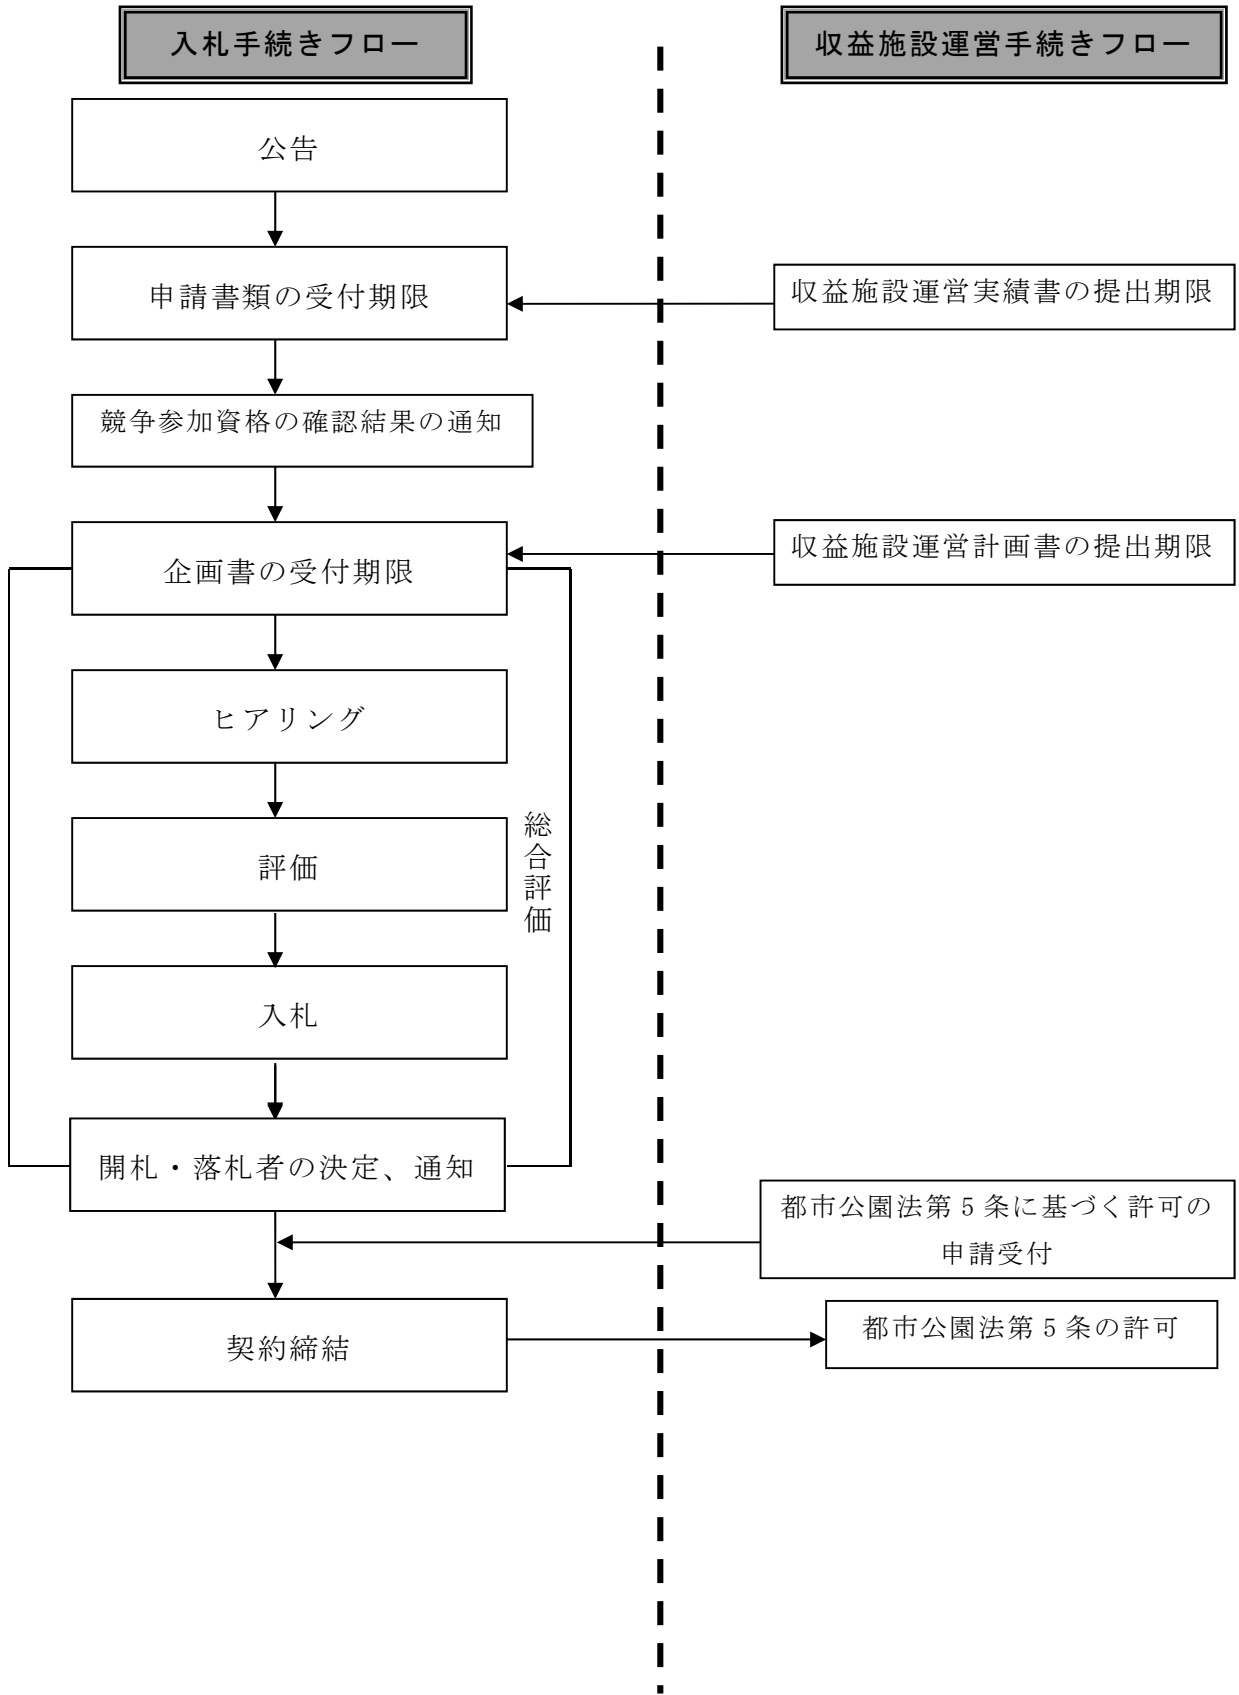 入札手続きフロー
収益施設運営手続きフロー
公告
申請書類の受付期限
収益施設運営実績書の提出期限
競争参加資格の確認結果の通知
企画書の受付期限
収益施設運営計画書の提出期限
ヒアリング
評価
総合評価
入札
開札・落札者の決定、通知
都市公園法第5条に基づく許可の
申請受付
契約締結
都市公園法第5条の許可